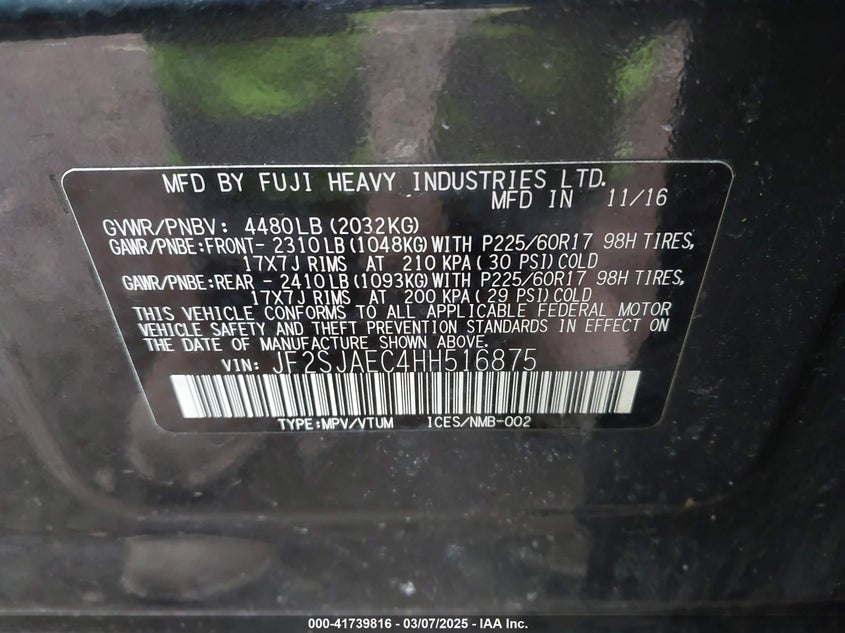 MFD BY FUJI HEAVY INDUSTRIES LTD.
MFD IN 11/16
GVWR/PNBV: 4480LB (2032KG)
GAWR/PNBE:FRONT- 2310LB (1048KG) WITH P225/60R17 98H TIRES,
17X7J RIMS AT 210 KPA ( 30 PSI) COLD
GAWR/PNBE:REAR - 2410LB (1093KG) WITH P225/60R17 98H TIRES,
17X7J RIMS AT 200 KPA ( 29 PSI) COLD
THIS VEHICLE CONFORMS TO ALL APPLICABLE FEDERAL MOTOR
VEHICLE SAFETY AND THEFT PREVENTION STANDARDS IN EFFECT ON
THE DATE OF MANUFACTURE SHOWN ABOVE.
VIN: JF2SJAEC4HH516875
TYPE:MPV/VTUM ICES/NMB-002
000-41739816 - 03/07/2025 - IAA Inc.